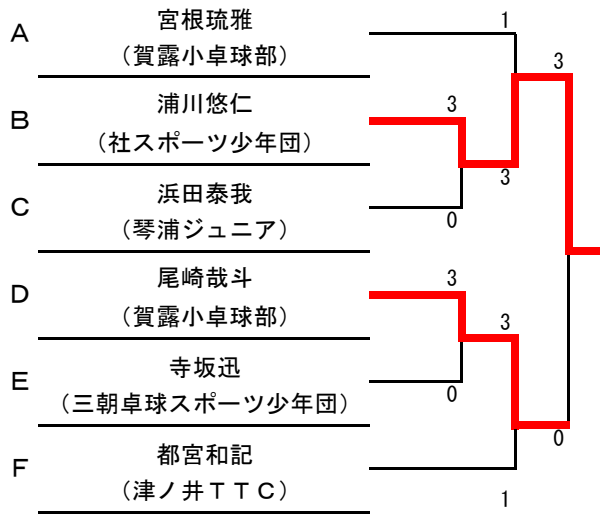 A
宮根琉雅
(賀露小卓球部)
1
3
B
浦川悠仁
(社スポーツ少年団)
3
3
C
浜田泰我
(琴浦ジュニア)
0
D
尾崎哉斗
(賀露小卓球部)
3
3
E
寺坂迅
(三朝卓球スポーツ少年団)
0
0
F
都宮和記
(津ノ井TTC)
1